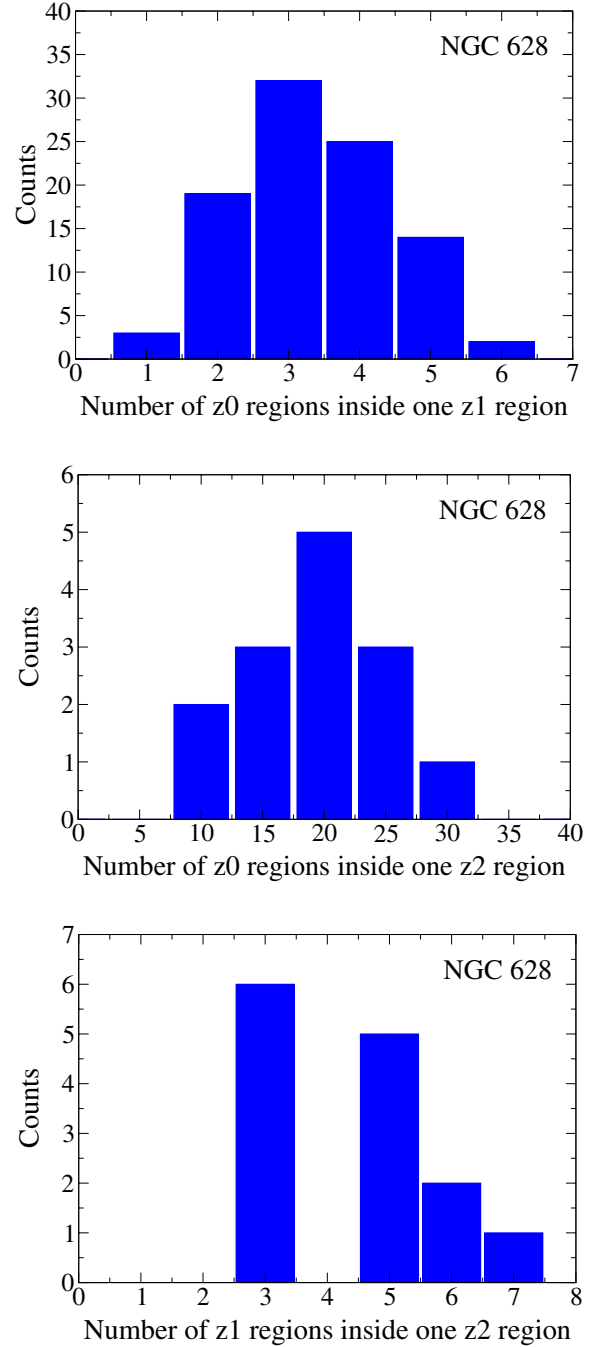 40
35
30
25
20
15
10
5
0
Counts
NGC 628
0 1 2 3 4 5 6 7
Number of z0 regions inside one z1 region
6
5
4
3
2
1
0
Counts
NGC 628
0 5 10 15 20 25 30 35 40
Number of z0 regions inside one z2 region
7
6
5
4
3
2
1
0
Counts
NGC 628
0 1 2 3 4 5 6 7 8
Number of z1 regions inside one z2 region